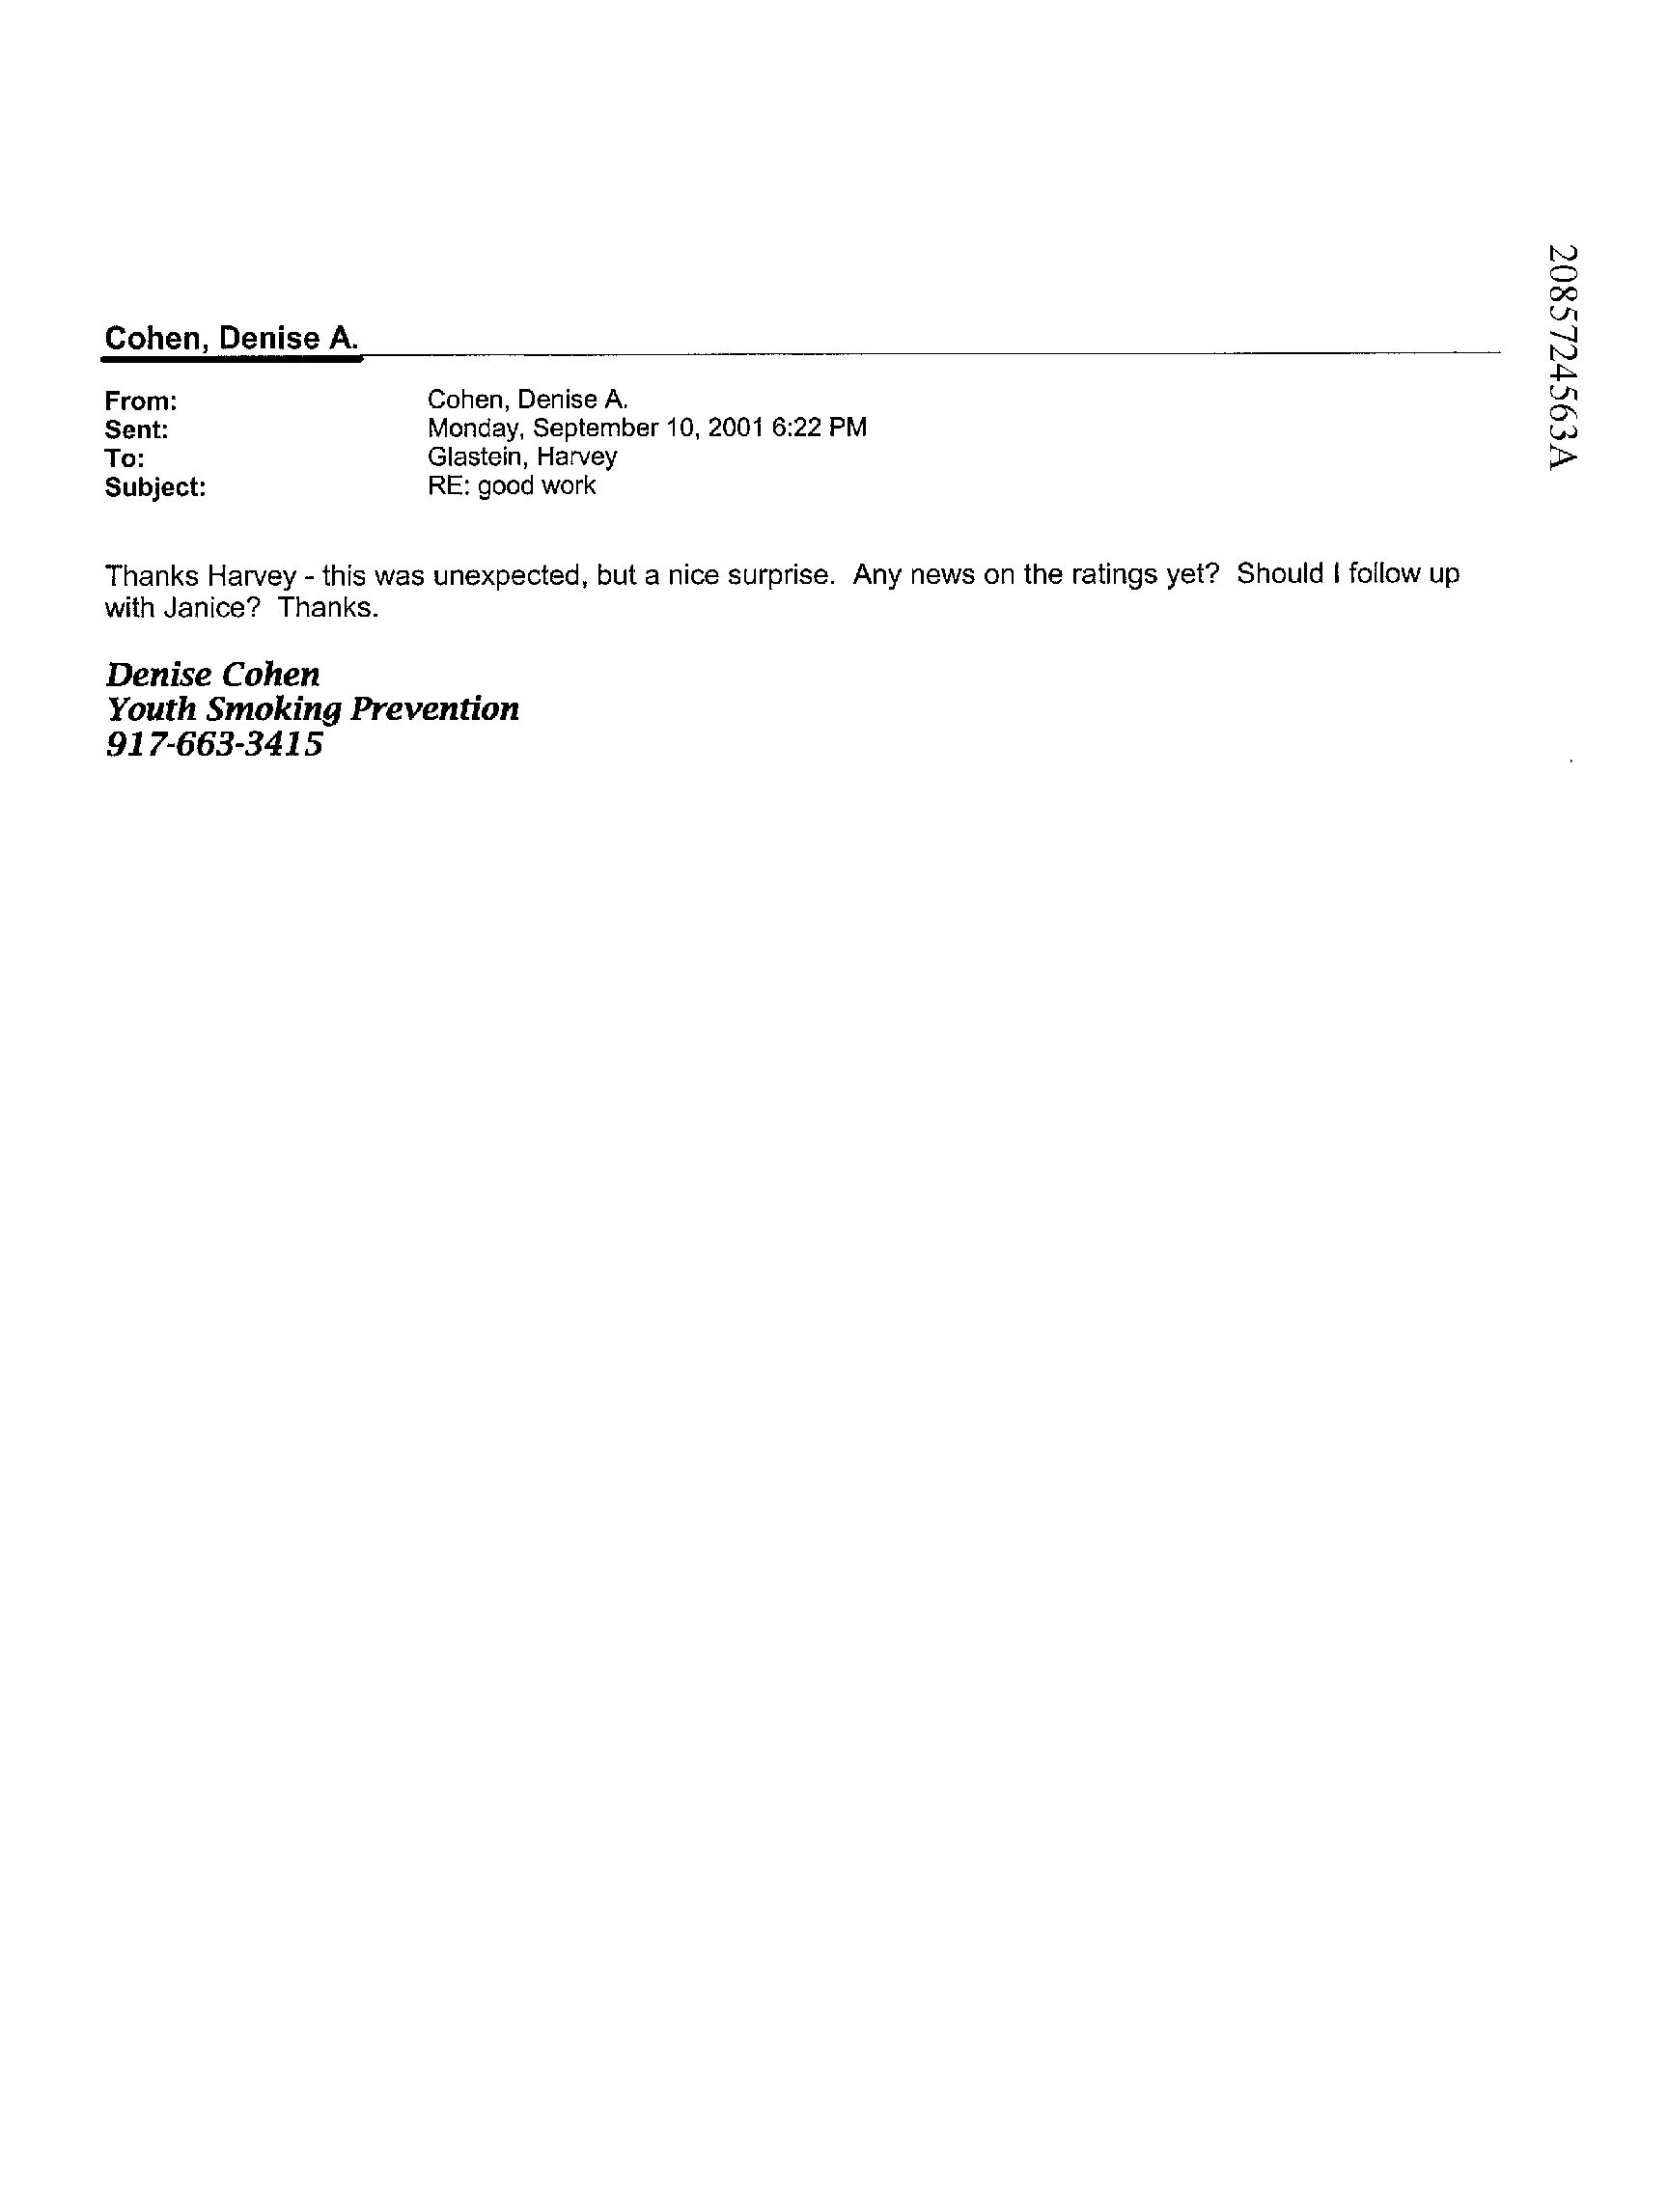 Cohen, Denise A.
From: Cohen, Denise A.
Sent: Monday, September 10, 2001 6:22 PM
To: Glastein, Harvey
Subject: RE: good work
Thanks Harvey - this was unexpected, but a nice surprise.  Any news on the ratings yet?  Should I follow up
with Janice?  Thanks.
Denise Cohen
Youth Smoking Prevention
917-663-3415
2085724563A